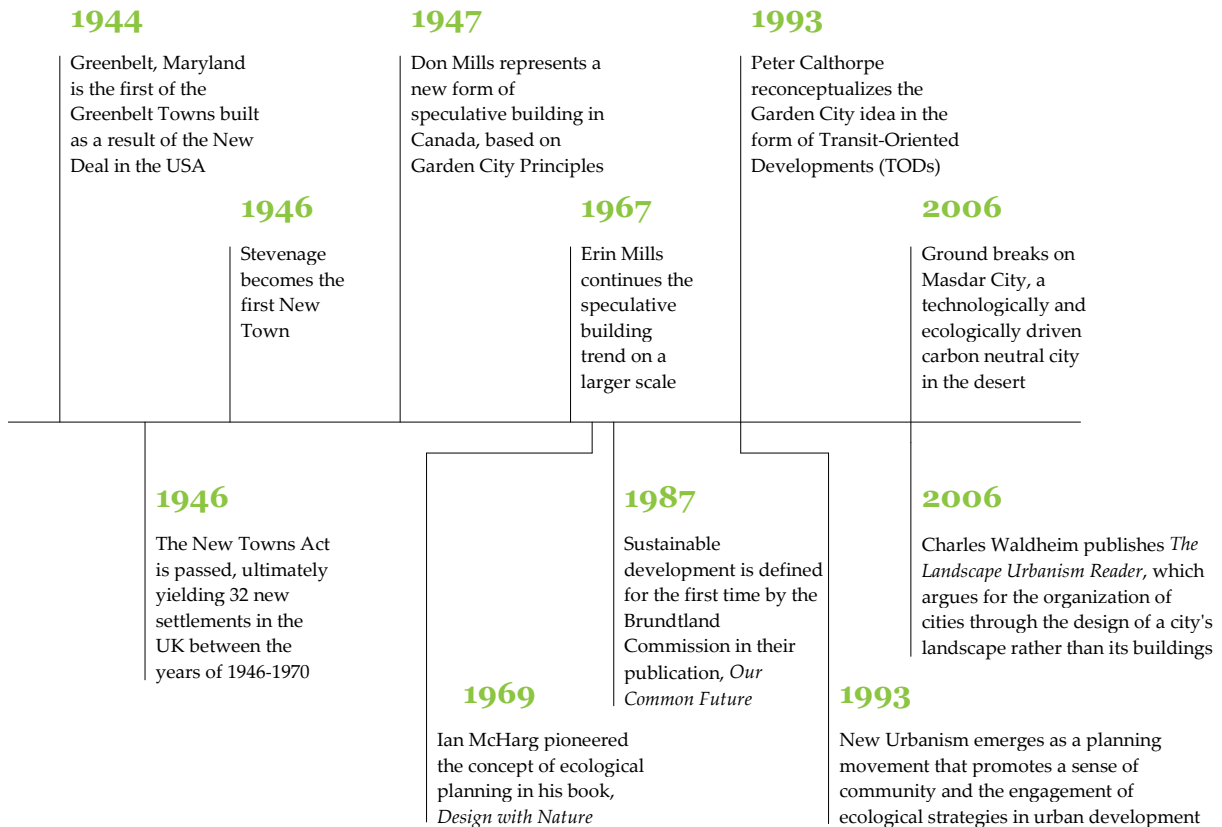 1944
Greenbelt, Maryland
is the first of the
Greenbelt Towns built
as a result of the New
Deal in the USA
1946
Stevenage
becomes the
first New
Town
1947
Don Mills represents a
new form of
speculative building in
Canada, based on
Garden City Principles
1967
Erin Mills
continues the
speculative
building
trend on a
larger scale
1993
Peter Calthorpe
reconceptualizes the
Garden City idea in the
form of Transit-Oriented
Developments (TODs)
2006
Ground breaks on
Masdar City, a
technologically and
ecologically driven
carbon neutral city
in the desert
1946
The New Towns Act
is passed, ultimately
yielding 32 new
settlements in the
UK between the
years of 1946-1970
1969
Ian McHarg pioneered
the concept of ecological
planning in his book,
Design with Nature
1987
Sustainable
development is defined
for the first time by the
Brundtland
Commission in their
publication, Our
Common Future
1993
New Urbanism emerges as a planning
movement that promotes a sense of
community and the engagement of
ecological strategies in urban development
2006
Charles Waldheim publishes The
Landscape Urbanism Reader, which
argues for the organization of
cities through the design of a city's
landscape rather than its buildings